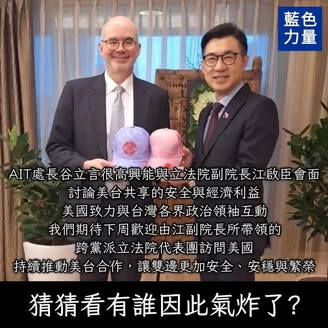 藍色
力量
AIT處長谷立言很高興能與立法院副院長江啟臣會面
討論美台共享的安全與經濟利益
美國致力與台灣各界政治領袖互動
我們期待下周歡迎由江副院長所帶領的
跨黨派立法院代表團訪問美國
持續推動美台合作，讓雙邊更加安全、安穩與繁榮
猜猜看有誰因此氣炸了?